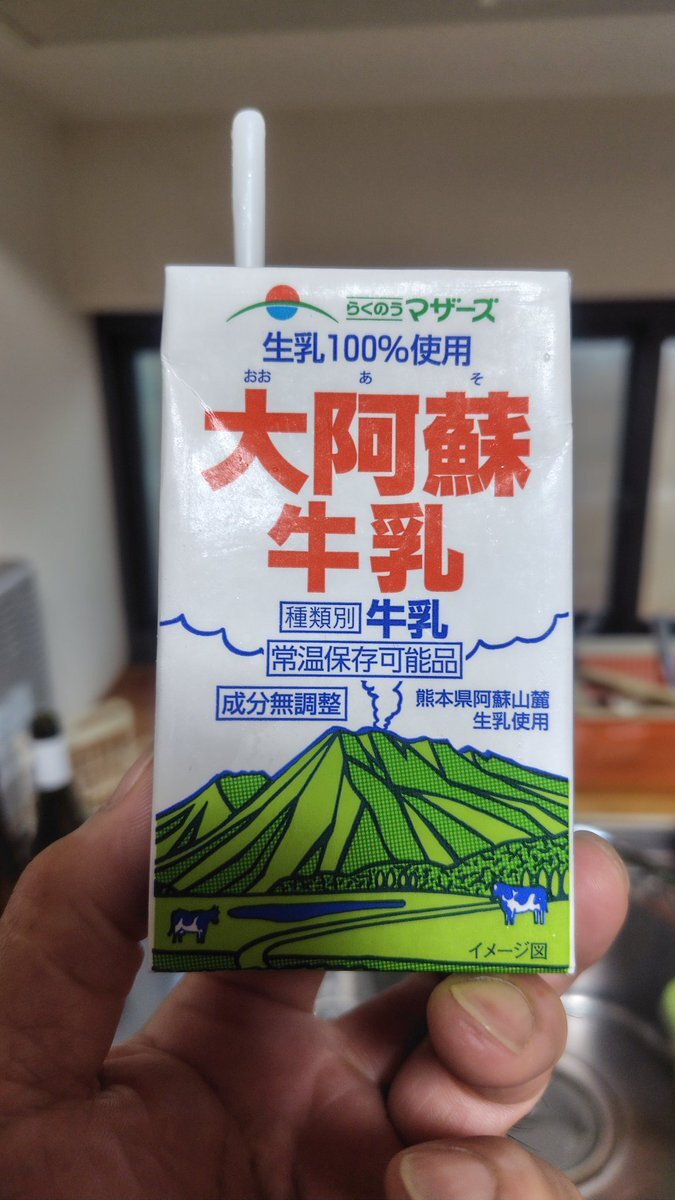 らくのうマザーズ
生乳100%使用
おお あ そ
大阿蘇
牛乳
種類別 牛乳
常温保存可能品
成分無調整
熊本県阿蘇山麓
生乳使用
イメージ図